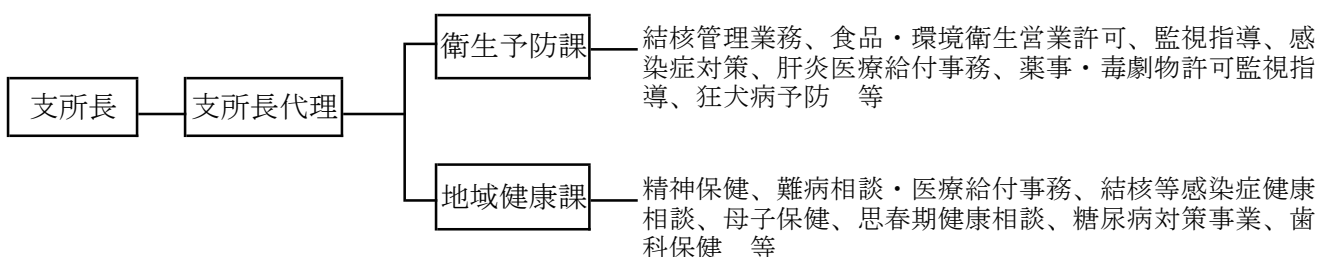 支所長
支所長代理
衛生予防課
結核管理業務、食品・環境衛生営業許可、監視指導、感
染症対策、肝炎医療給付事務、薬事・毒劇物許可監視指
導、狂犬病予防　等
地域健康課
精神保健、難病相談・医療給付事務、結核等感染症健康
相談、母子保健、思春期健康相談、糖尿病対策事業、歯
科保健　等